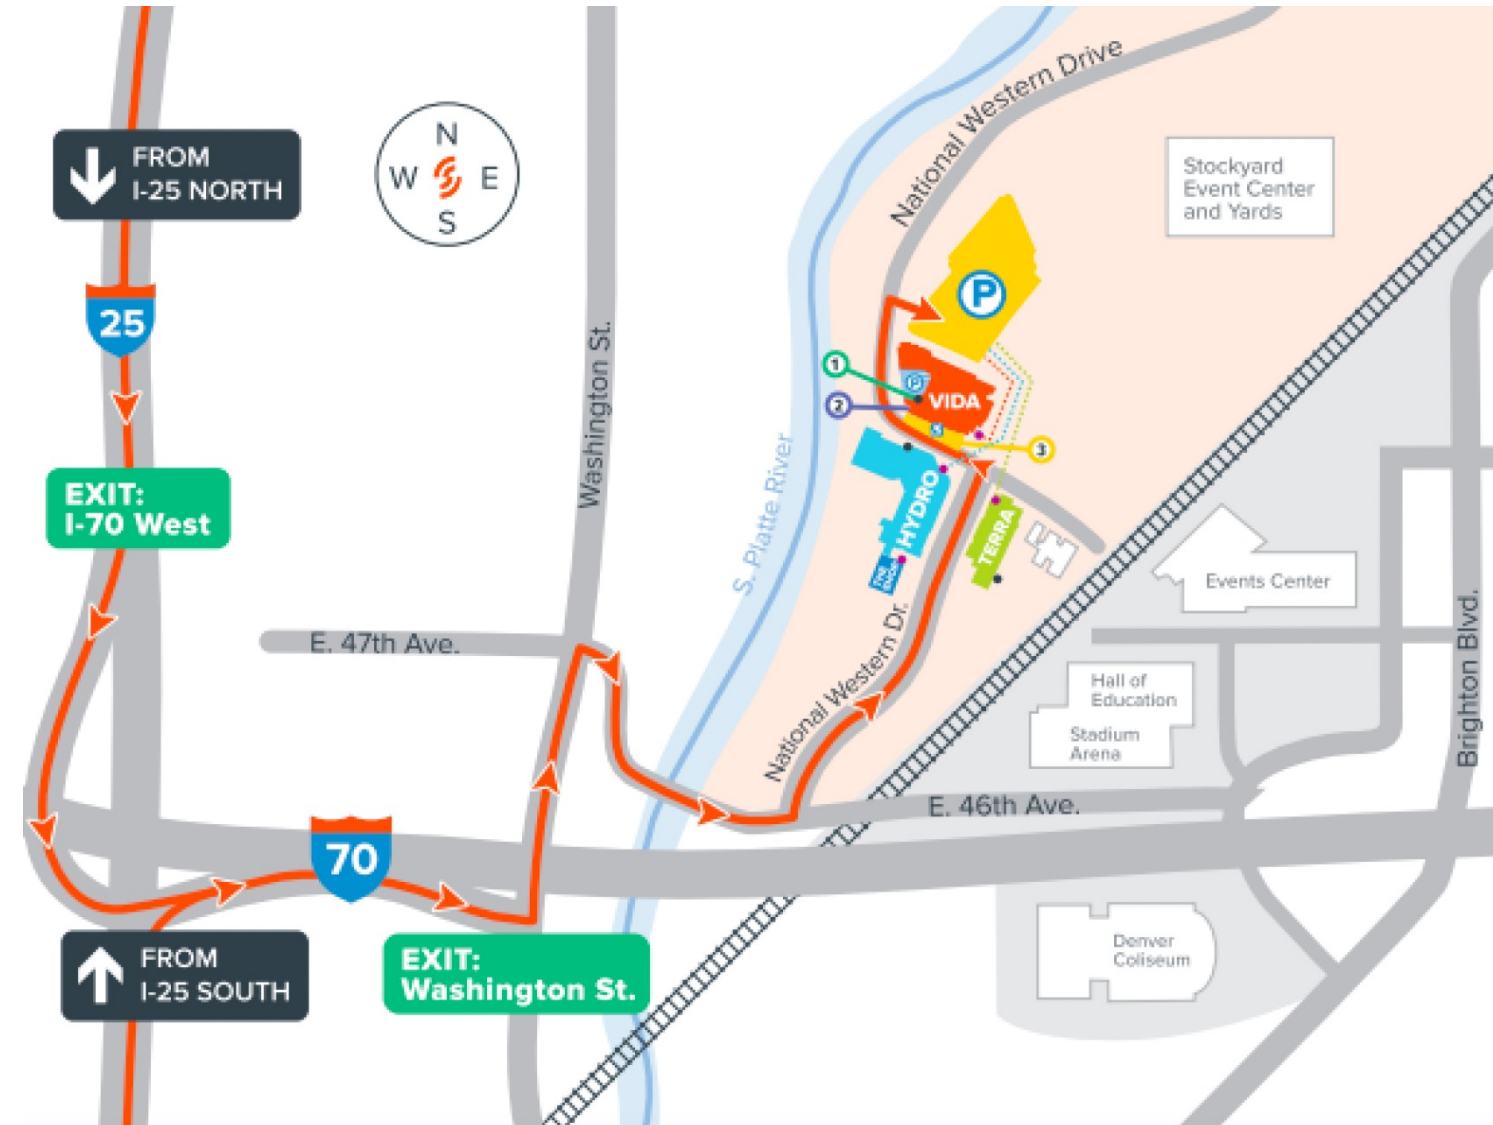 FROM
I-25 NORTH
N
W E
S
25
EXIT:
I-70 West
Washington St.
E. 47th Ave.
S. Platte River
National Western Drive
Stockyard
Event Center
and Yards
P
1
P
VIDA
2
3
HYDRO
THE
SHOP
TERRA
National Western Dr.
Events Center
Hall of
Education
Stadium
Arena
Brighton Blvd.
E. 46th Ave.
70
FROM
I-25 SOUTH
EXIT:
Washington St.
Denver
Coliseum